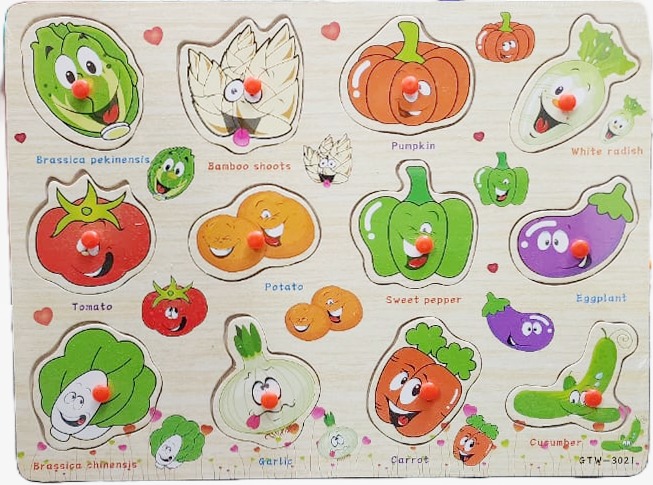 Brassica pekinensis
Bamboo shoots
Pumpkin
White radish
Tomato
Potato
Sweet pepper
Eggplant
Brassica chinensis
Garlic
Carrot
Cucumber
GTW-3021